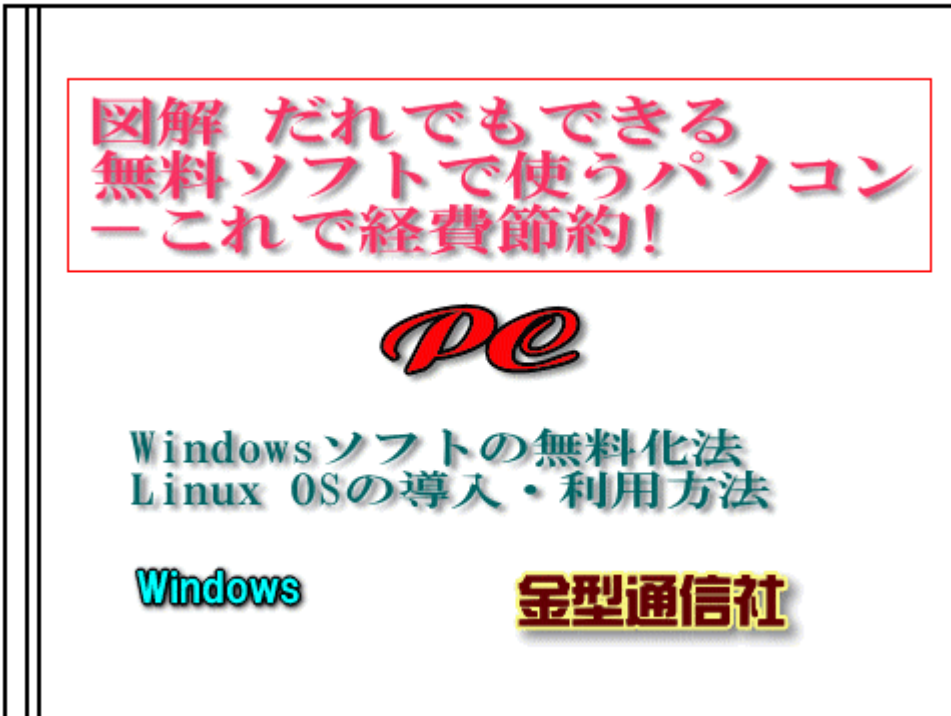 図解 だれでもできる
無料ソフトで使うパソコン
－これで経費節約!
PC
Windowsソフトの無料化法
Linux OSの導入・利用方法
Windows
金型通信社